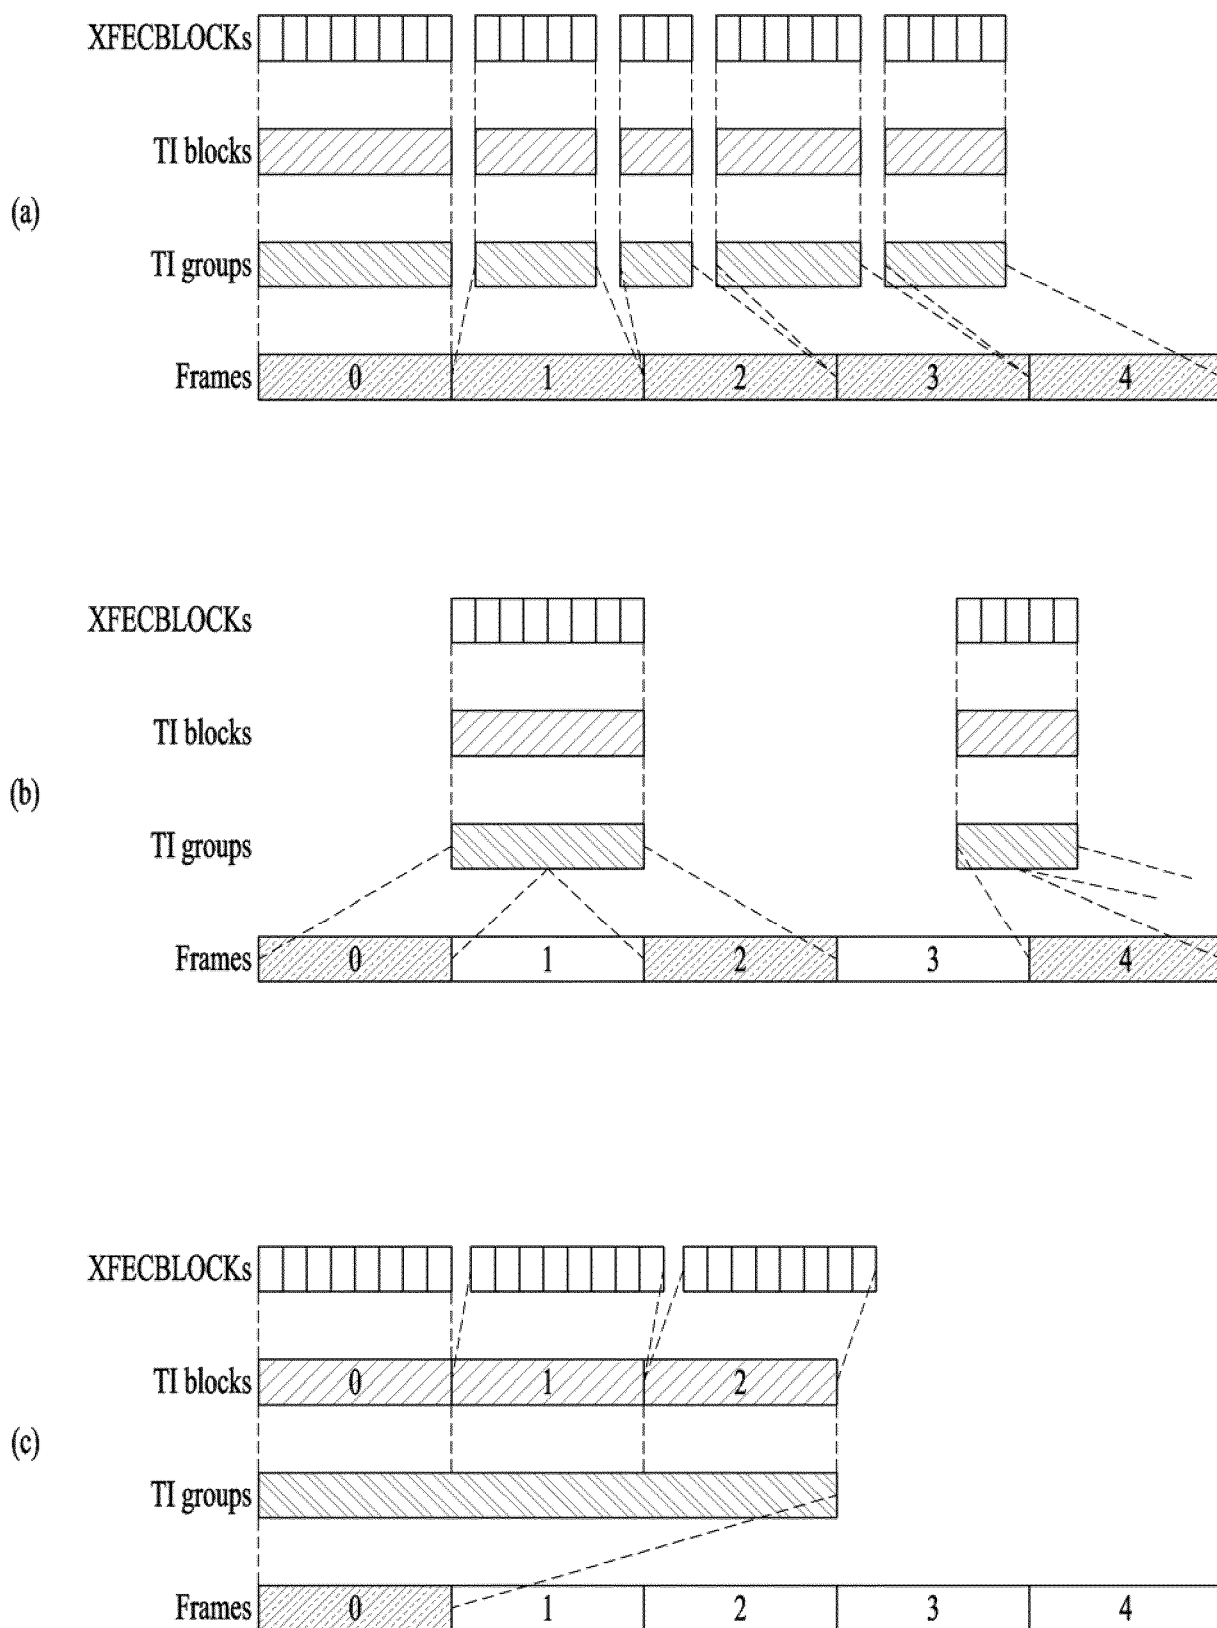 XFECBLOCKs
TI blocks
(a)
TI groups
Frames 0 1 2 3 4
XFECBLOCKs
TI blocks
(b)
TI groups
Frames 0 1 2 3 4
XFECBLOCKs
TI blocks 0 1 2
(c)
TI groups
Frames 0 1 2 3 4